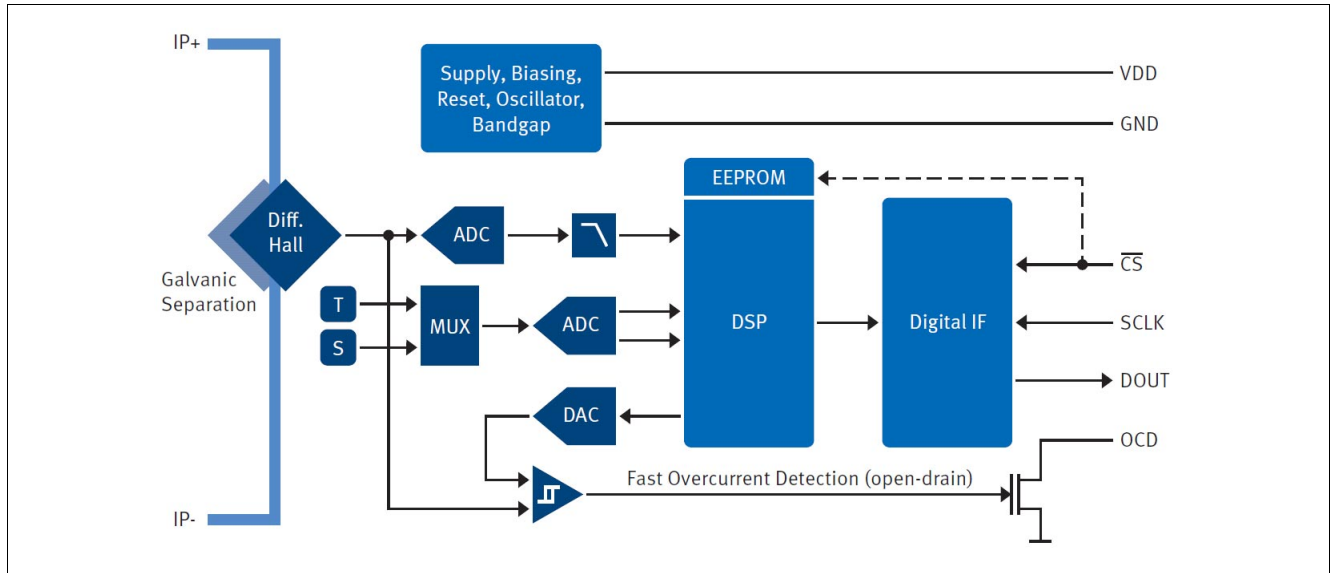 IP+
Supply, Biasing,
Reset, Oscillator,
Bandgap
VDD
GND
EEPROM
Diff.
Hall
ADC
Galvanic
Separation
T
S
MUX
ADC
DSP
Digital IF
C̅S̅
SCLK
DOUT
DAC
OCD
Fast Overcurrent Detection (open-drain)
IP-